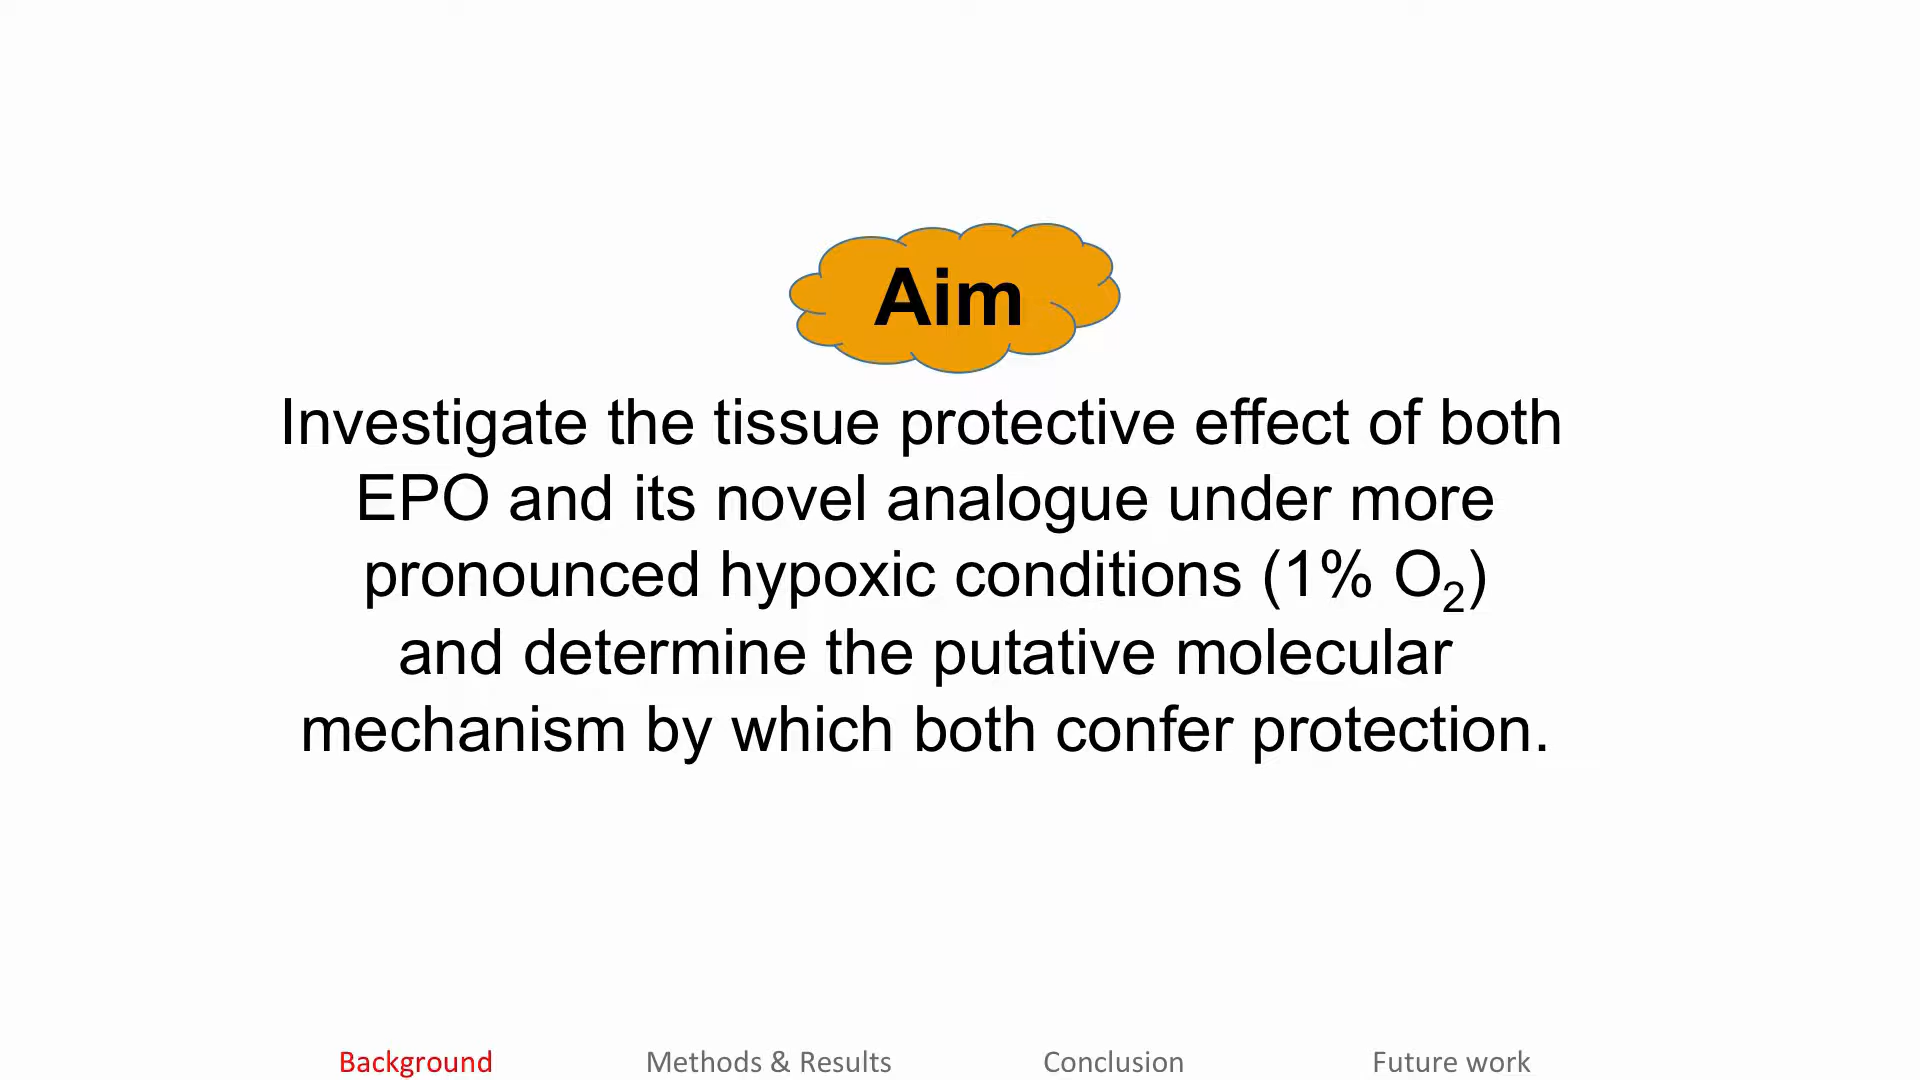 Aim
Investigate the tissue protective effect of both
EPO and its novel analogue under more
pronounced hypoxic conditions (1% O₂)
and determine the putative molecular
mechanism by which both confer protection.
Background Methods & Results Conclusion Future work